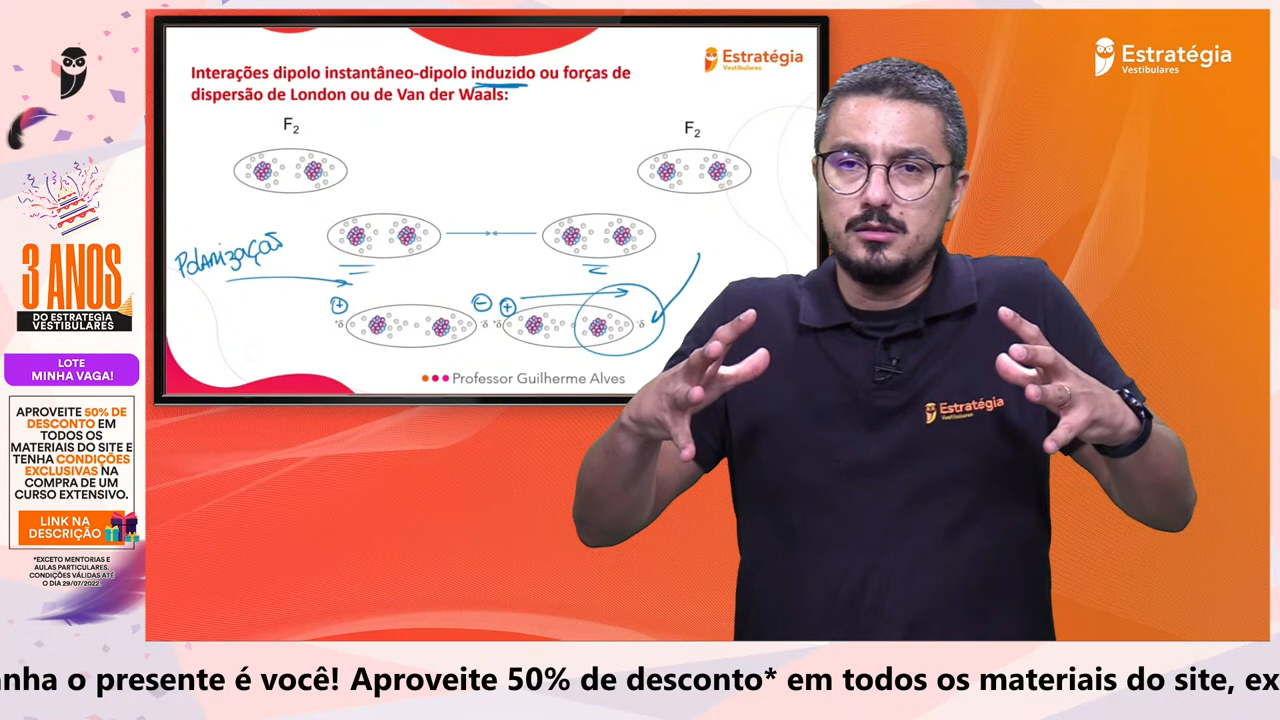 3 ANOS
DO ESTRATÉGIA
VESTIBULARES
LOTE
MINHA VAGA!
APROVEITE 50% DE
DESCONTO EM
TODOS OS
MATERIAIS DO SITE E
TENHA CONDIÇÕES
EXCLUSIVAS NA
COMPRA DE UM
CURSO EXTENSIVO.
LINK NA
DESCRIÇÃO
*EXCETO MENTORIAS E
AULAS PARTICULARES.
CONDIÇÕES VÁLIDAS ATÉ
O DIA 29/07/2022.
Interações dipolo instantâneo-dipolo induzido ou forças de
dispersão de London ou de Van der Waals:
Estratégia
Vestibulares
F2
F2
Polarização
+ - +
+δ -δ +δ -δ
Professor Guilherme Alves
Estratégia
Vestibulares
Estratégia
Vestibulares
anha o presente é você! Aproveite 50% de desconto* em todos os materiais do site, ex